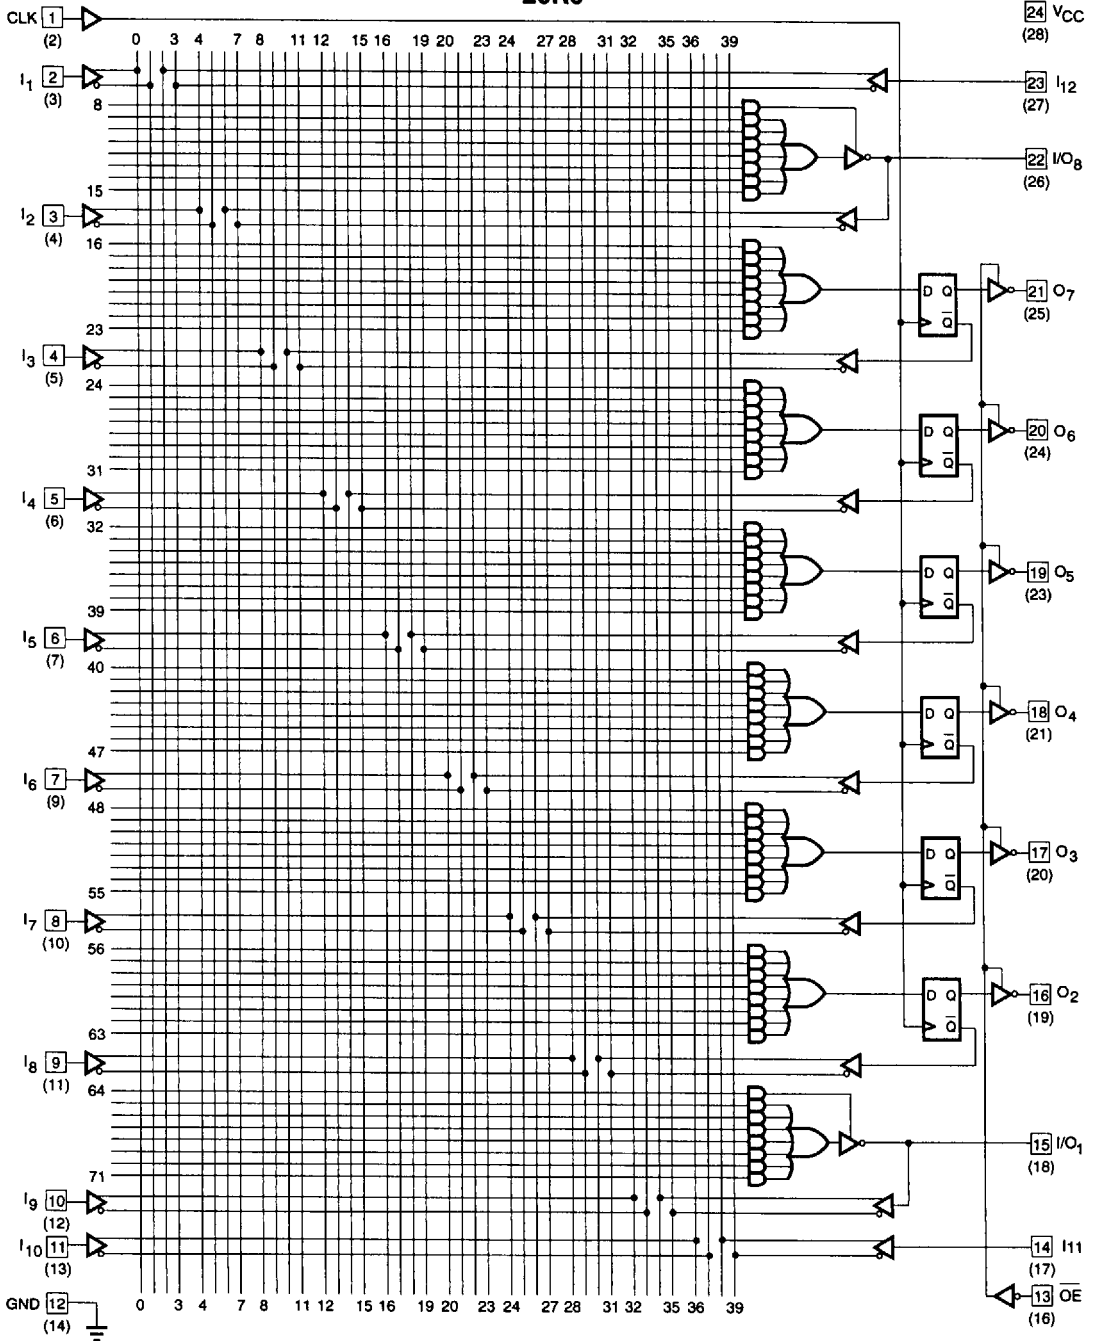 CLK 1 (2)
24 VCC (28)
0 3 4 7 8 11 12 15 16 19 20 23 24 27 28 31 32 35 36 39
I1 2 (3)
23 I12 (27)
8
22 I/O8 (26)
15
I2 3 (4)
16
D Q Q
21 O7 (25)
23
I3 4 (5)
24
D Q Q
20 O6 (24)
31
I4 5 (6)
32
D Q Q
19 O5 (23)
39
I5 6 (7)
40
D Q Q
18 O4 (21)
47
I6 7 (9)
48
D Q Q
17 O3 (20)
55
I7 8 (10)
56
D Q Q
16 O2 (19)
63
I8 9 (11)
64
15 I/O1 (18)
71
I9 10 (12)
I10 11 (13)
14 I11 (17)
0 3 4 7 8 11 12 15 16 19 20 23 24 27 28 31 32 35 36 39
13 OE (16)
GND 12 (14)